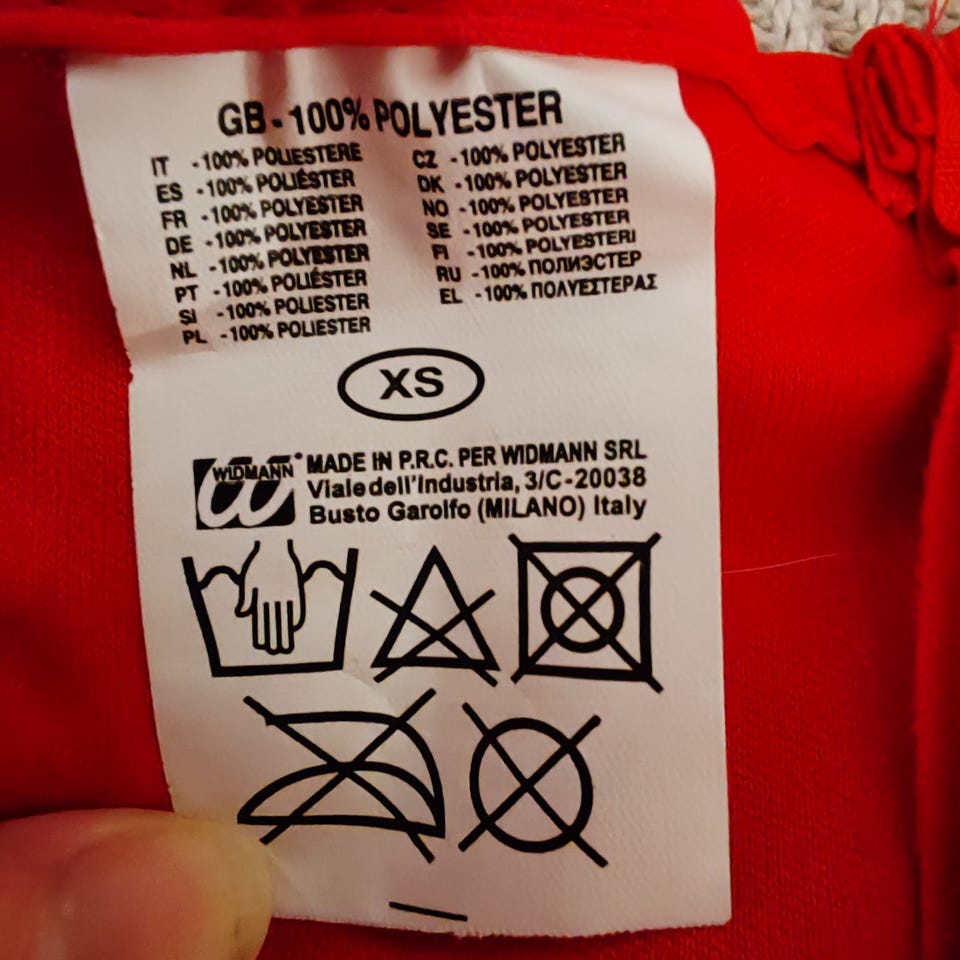 GB - 100% POLYESTER
IT - 100% POLIESTERE
ES - 100% POLIÉSTER
FR - 100% POLYESTER
DE - 100% POLYESTER
NL - 100% POLYESTER
PT - 100% POLIÉSTER
SI - 100% POLIESTER
PL - 100% POLIESTER
CZ - 100% POLYESTER
DK - 100% POLYESTER
NO - 100% POLYESTER
SE - 100% POLYESTER
FI - 100% POLYESTERI
RU - 100% ПОЛИЭСТЕР
EL - 100% ΠΟΛΥΕΣΤΕΡΑΣ
XS
WIDMANN
MADE IN P.R.C. PER WIDMANN SRL
Viale dell'Industria, 3/C - 20038
Busto Garolfo (MILANO) Italy